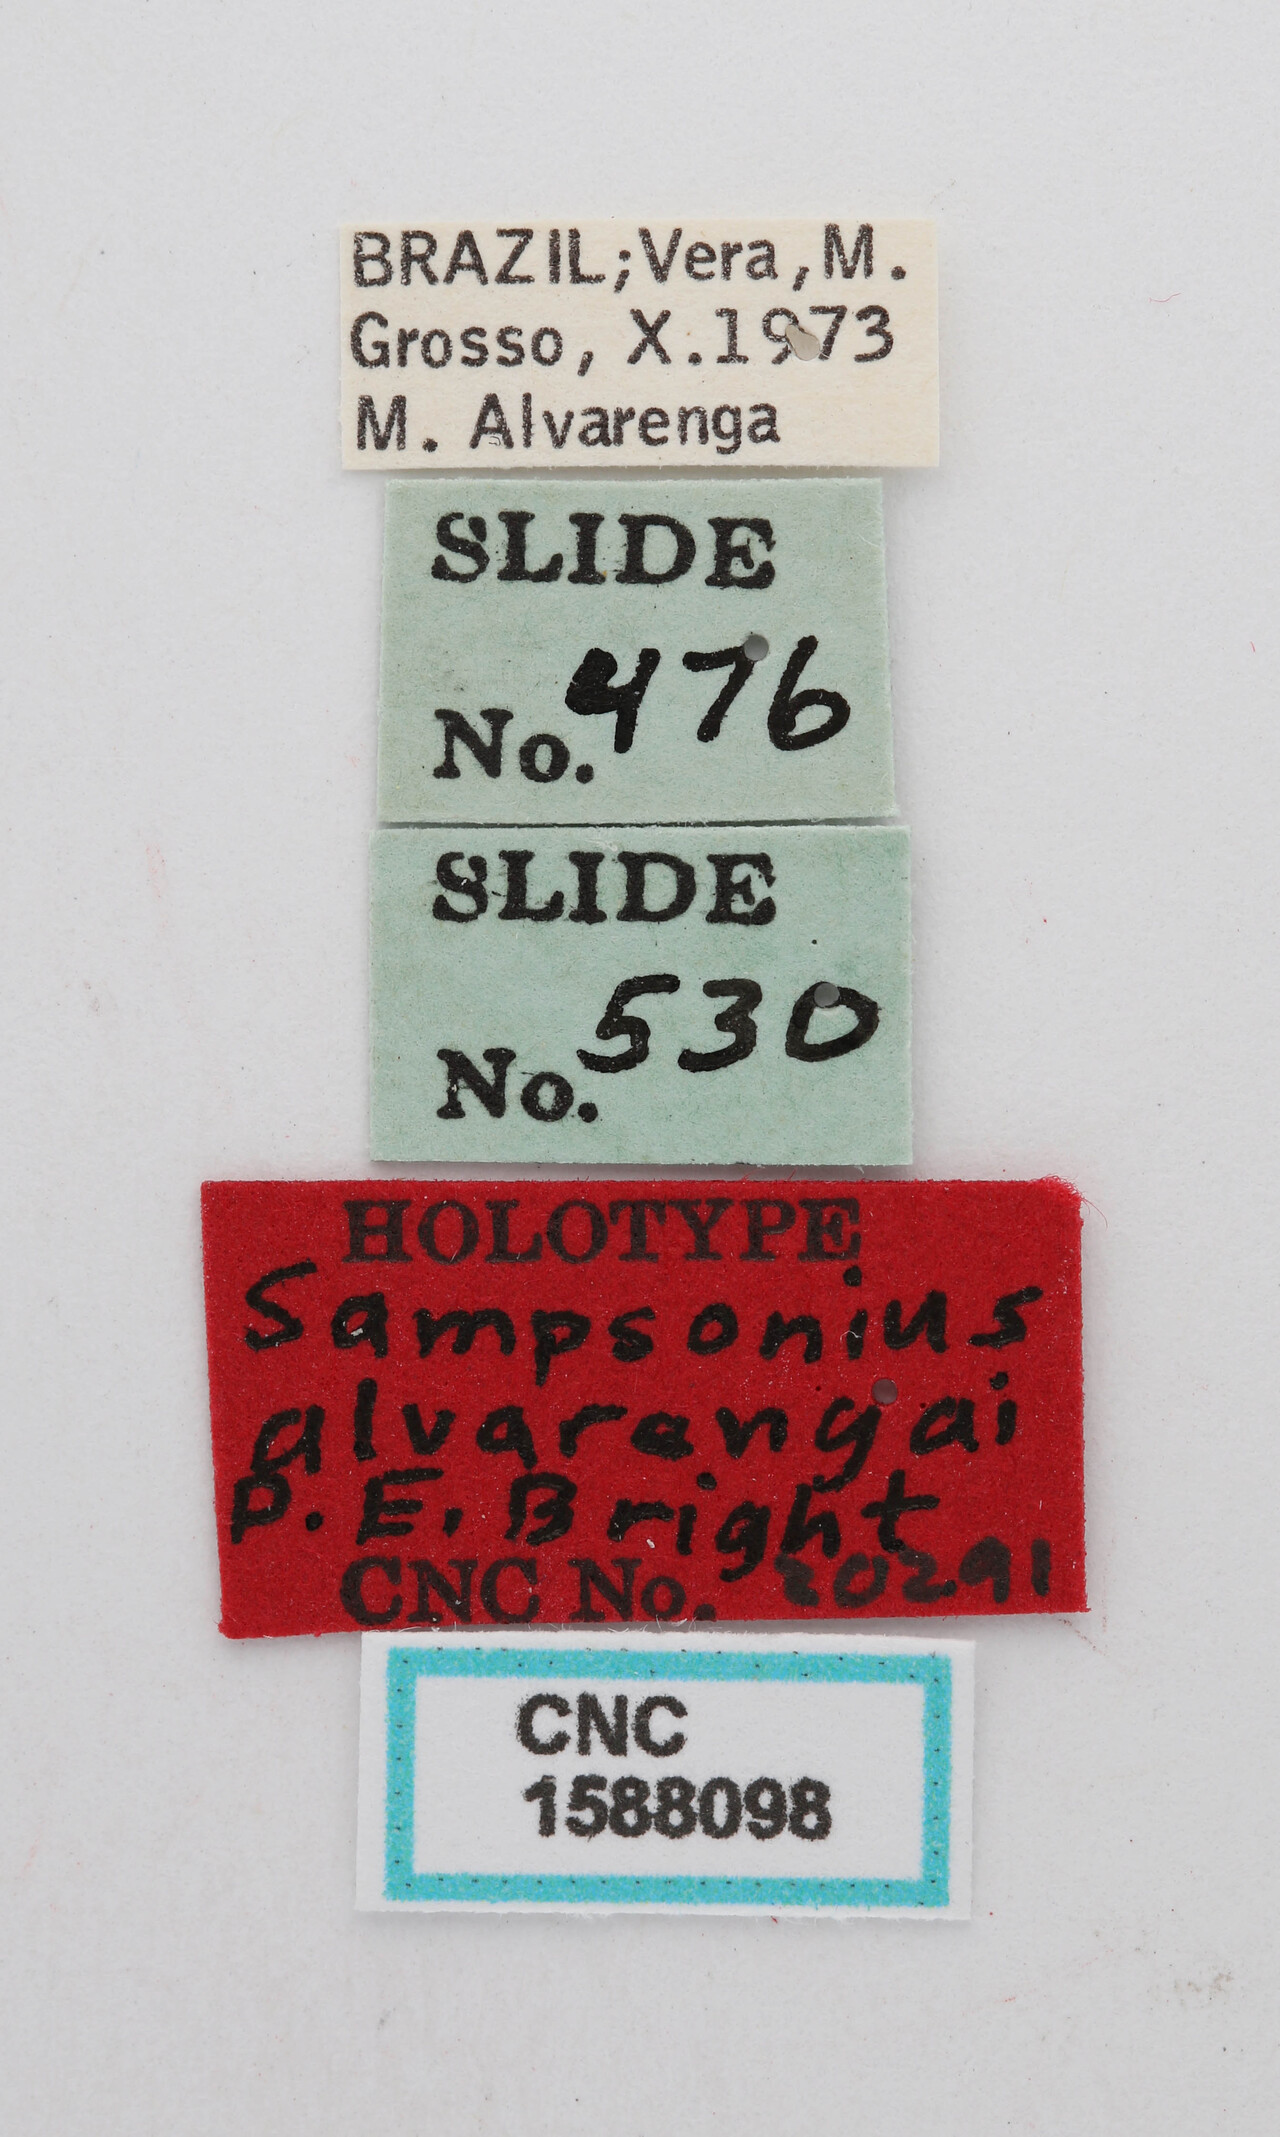 BRAZIL;Vera,M.
Grosso, X.1973
M. Alvarenga
SLIDE
No. 476
SLIDE
No. 530
HOLOTYPE
Sampsonius
alvarengai
D. E. Bright
CNC No. 20291
CNC
1588098